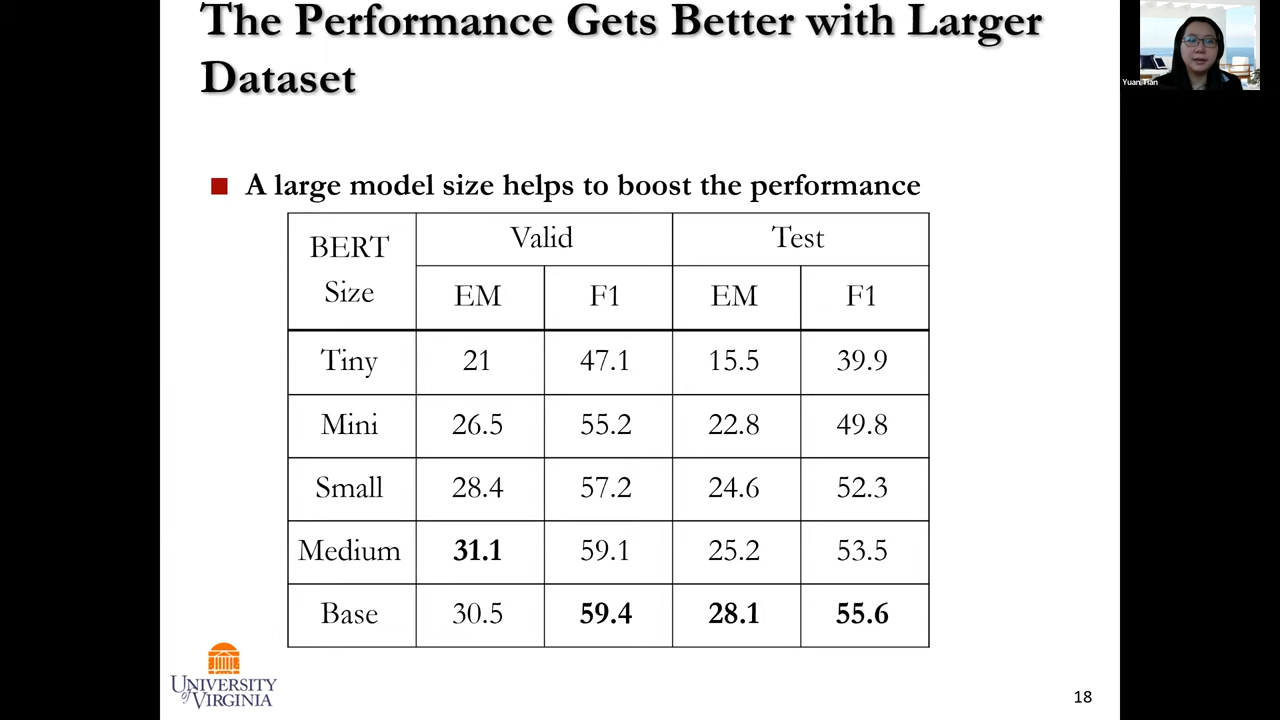 The Performance Gets Better with Larger
Dataset
Yuan Tian
■ A large model size helps to boost the performance
BERT Size Valid Test
EM F1 EM F1
Tiny 21 47.1 15.5 39.9
Mini 26.5 55.2 22.8 49.8
Small 28.4 57.2 24.6 52.3
Medium 31.1 59.1 25.2 53.5
Base 30.5 59.4 28.1 55.6
UNIVERSITY
of VIRGINIA
18